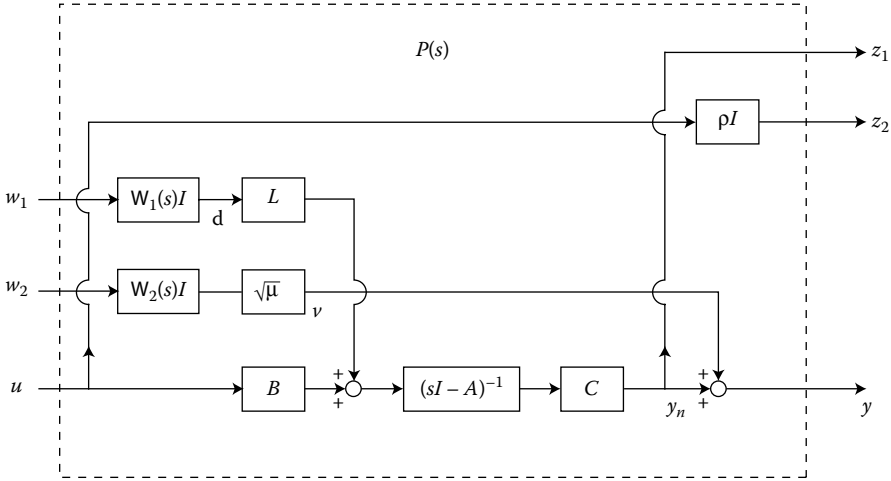 P(s)
z₁
ρI
z₂
w₁
W₁(s)I
d
L
w₂
W₂(s)I
√μ
v
u
B
+
+
(sI – A)⁻¹
C
yₙ
+
+
y